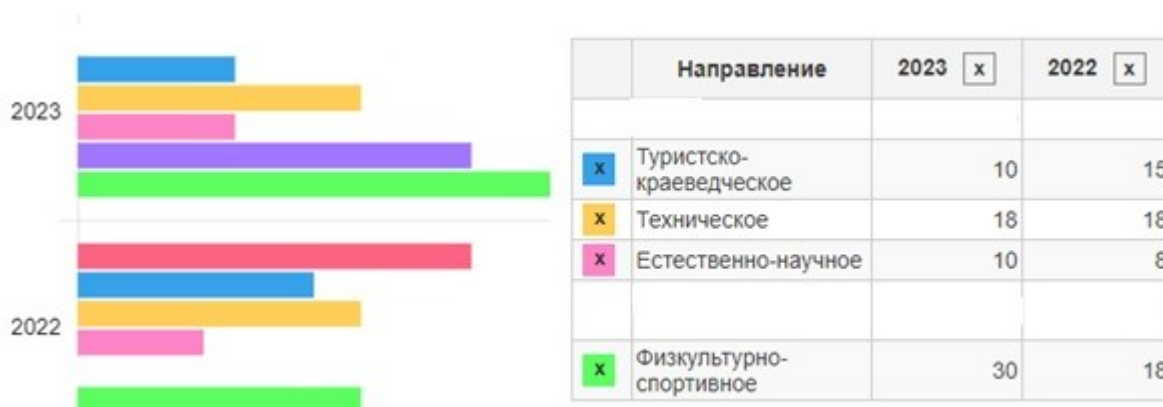 2023
2022
Направление 2023 x 2022 x
x Туристско-
краеведческое 10 15
x Техническое 18 18
x Естественно-научное 10 8
x Физкультурно-
спортивное 30 18